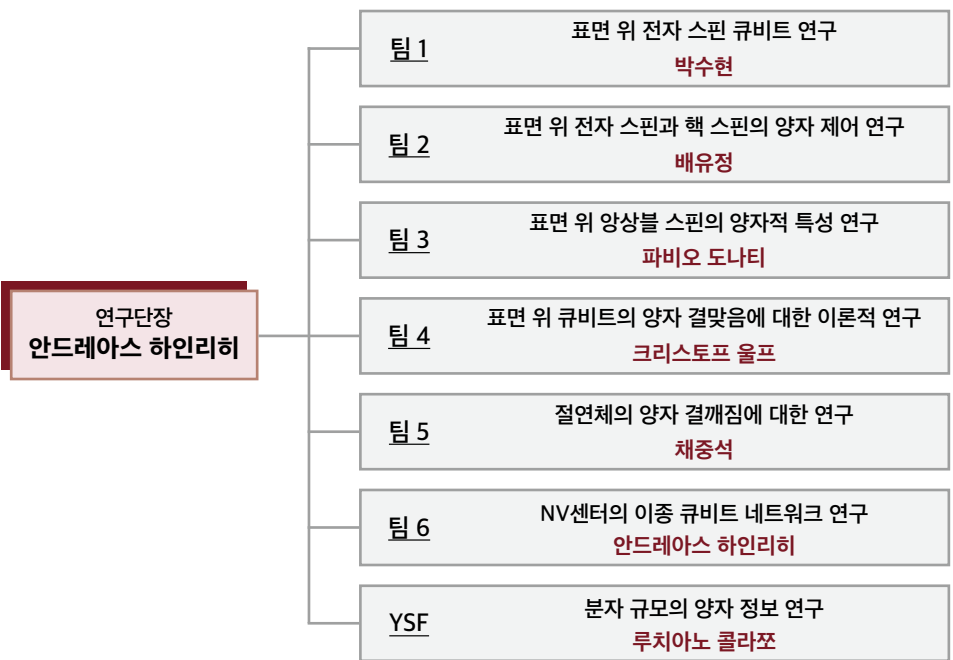 연구단장
안드레아스 하인리히
팀 1
표면 위 전자 스핀 큐비트 연구
박수현
팀 2
표면 위 전자 스핀과 핵 스핀의 양자 제어 연구
배유정
팀 3
표면 위 앙상블 스핀의 양자적 특성 연구
파비오 도나티
팀 4
표면 위 큐비트의 양자 결맞음에 대한 이론적 연구
크리스토프 울프
팀 5
절연체의 양자 결깨짐에 대한 연구
채중석
팀 6
NV센터의 이종 큐비트 네트워크 연구
안드레아스 하인리히
YSF
분자 규모의 양자 정보 연구
루치아노 콜라쪼